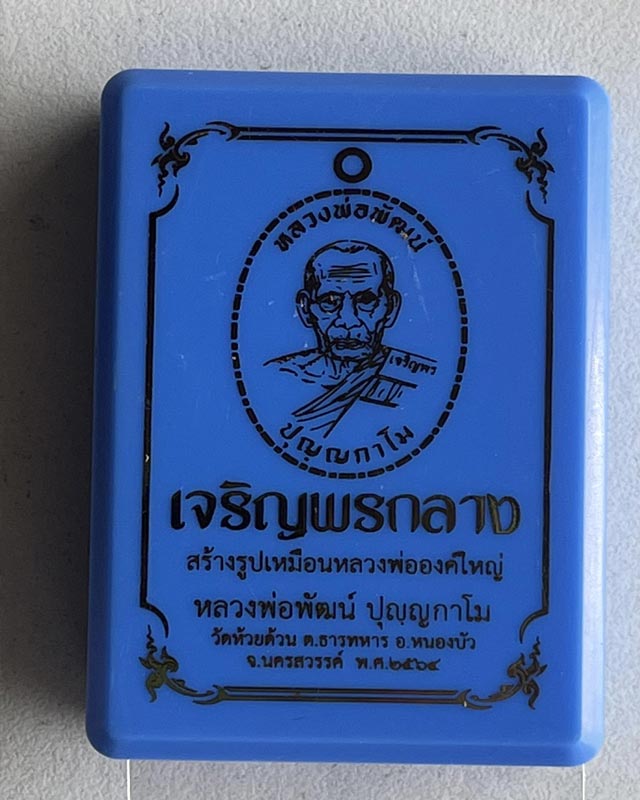 หลวงพ่อพัฒน์
เจริญพร
ปุญฺญกาโม
เจริญพรกลาง
สร้างรูปเหมือนหลวงพ่อองค์ใหญ่
หลวงพ่อพัฒน์ ปุญฺญกาโม
วัดห้วยด้วน ต.ธารทหาร อ.หนองบัว
จ.นครสวรรค์ พ.ศ.๒๕๖๔